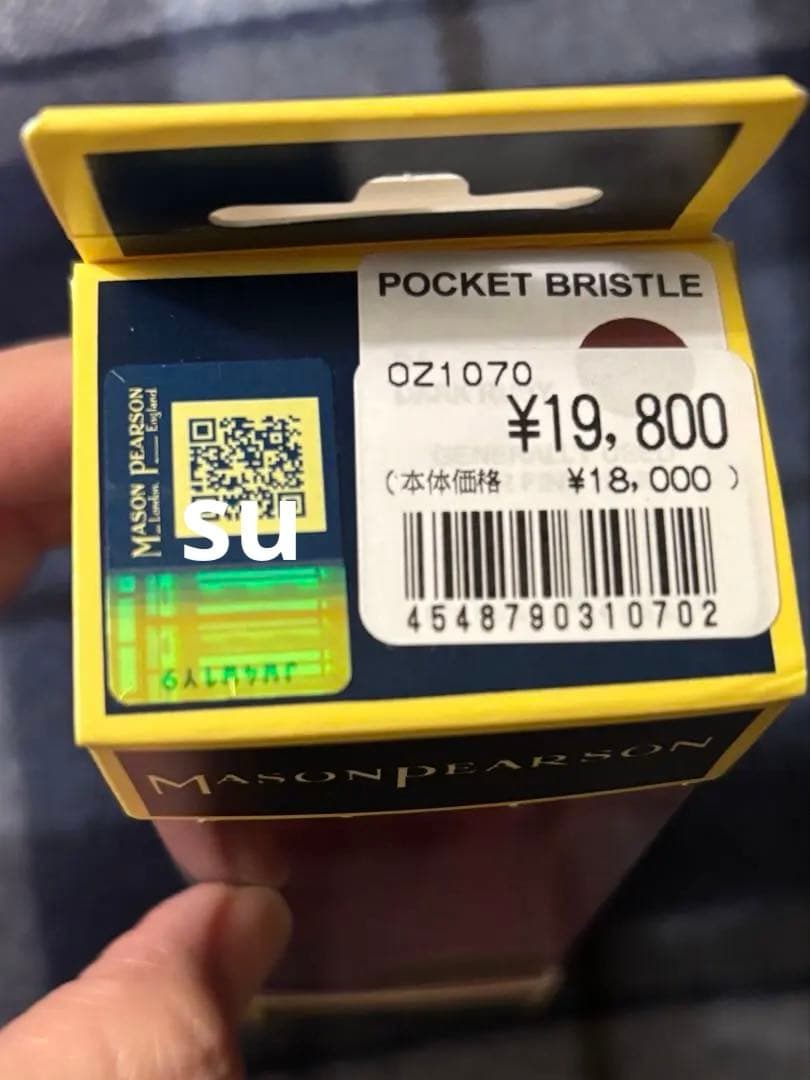 POCKET BRISTLE
OZ1070
¥19,800
(本体価格 ¥18,000)
4548790310702
MASON PEARSON
London. England
su
MASON PEARSON